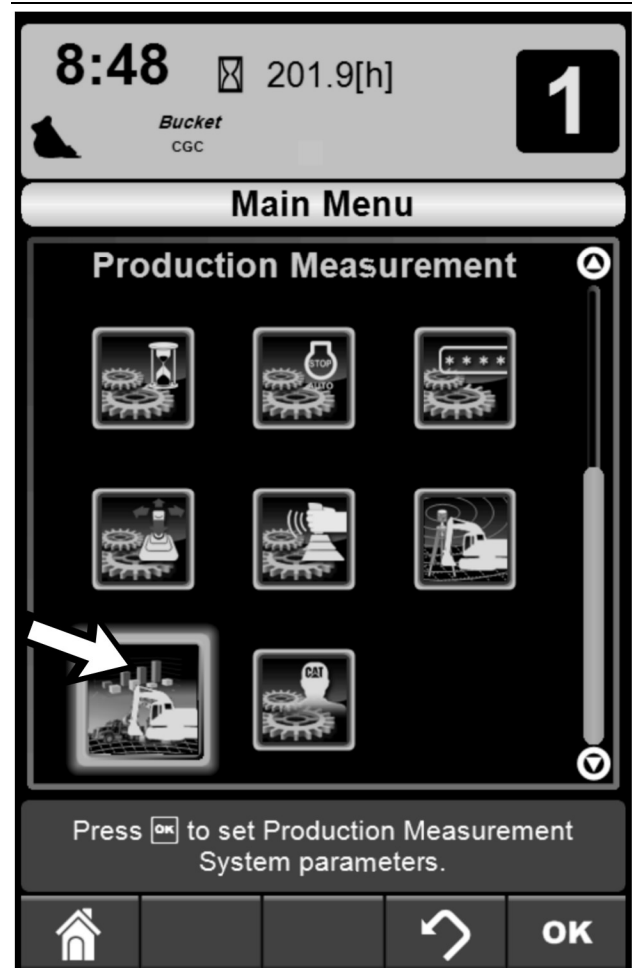 8:48
201.9[h]
1
Bucket
CGC
Main Menu
Production Measurement
STOP
AUTO
* * * *
CAT
Press OK to set Production Measurement
System parameters.
OK